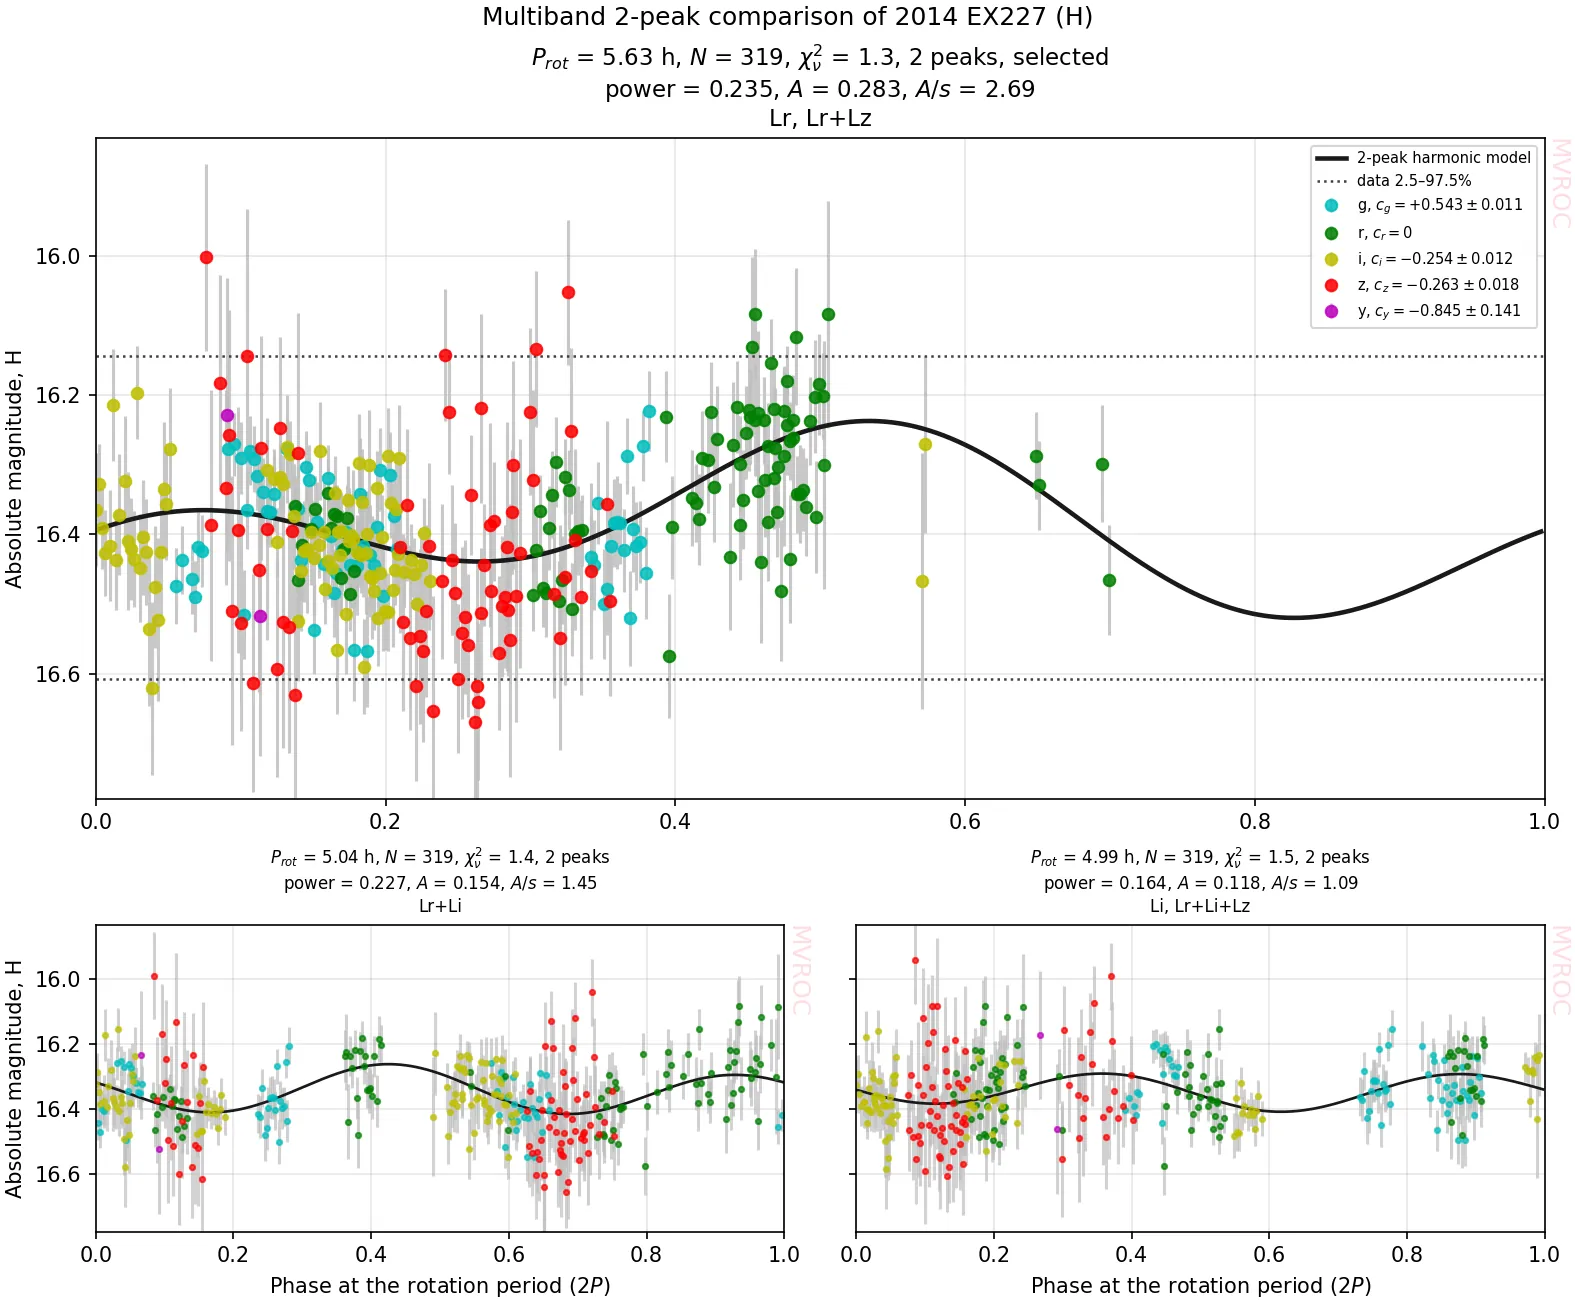 Multiband 2-peak comparison of 2014 EX227 (H)
P_rot = 5.63 h, N = 319, χ²_ν = 1.3, 2 peaks, selected
power = 0.235, A = 0.283, A/s = 2.69
Lr, Lr+Lz
MVROC
2-peak harmonic model
data 2.5–97.5%
g, c_g = +0.543 ± 0.011
r, c_r = 0
i, c_i = −0.254 ± 0.012
z, c_z = −0.263 ± 0.018
y, c_y = −0.845 ± 0.141
Absolute magnitude, H
16.0
16.2
16.4
16.6
0.0 0.2 0.4 0.6 0.8 1.0
P_rot = 5.04 h, N = 319, χ²_ν = 1.4, 2 peaks
power = 0.227, A = 0.154, A/s = 1.45
Lr+Li
MVROC
Absolute magnitude, H
16.0
16.2
16.4
16.6
0.0 0.2 0.4 0.6 0.8 1.0
Phase at the rotation period (2P)
P_rot = 4.99 h, N = 319, χ²_ν = 1.5, 2 peaks
power = 0.164, A = 0.118, A/s = 1.09
Li, Lr+Li+Lz
MVROC
0.0 0.2 0.4 0.6 0.8 1.0
Phase at the rotation period (2P)